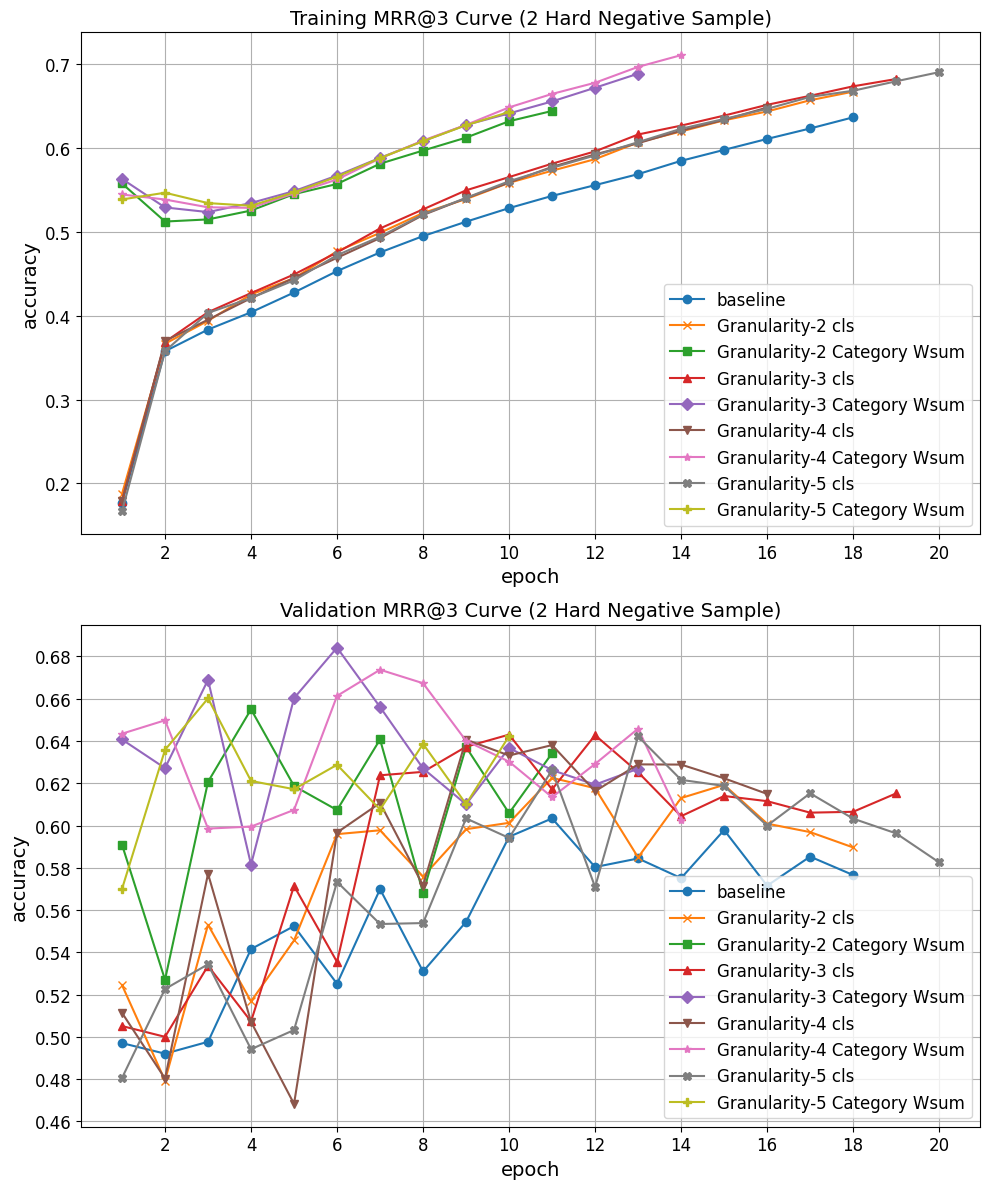 Training MRR@3 Curve (2 Hard Negative Sample)
0.7
0.6
0.5
0.4
0.3
0.2
accuracy
baseline
Granularity-2 cls
Granularity-2 Category Wsum
Granularity-3 cls
Granularity-3 Category Wsum
Granularity-4 cls
Granularity-4 Category Wsum
Granularity-5 cls
Granularity-5 Category Wsum
2 4 6 8 10 12 14 16 18 20
epoch
Validation MRR@3 Curve (2 Hard Negative Sample)
0.68
0.66
0.64
0.62
0.60
0.58
0.56
0.54
0.52
0.50
0.48
0.46
accuracy
baseline
Granularity-2 cls
Granularity-2 Category Wsum
Granularity-3 cls
Granularity-3 Category Wsum
Granularity-4 cls
Granularity-4 Category Wsum
Granularity-5 cls
Granularity-5 Category Wsum
2 4 6 8 10 12 14 16 18 20
epoch